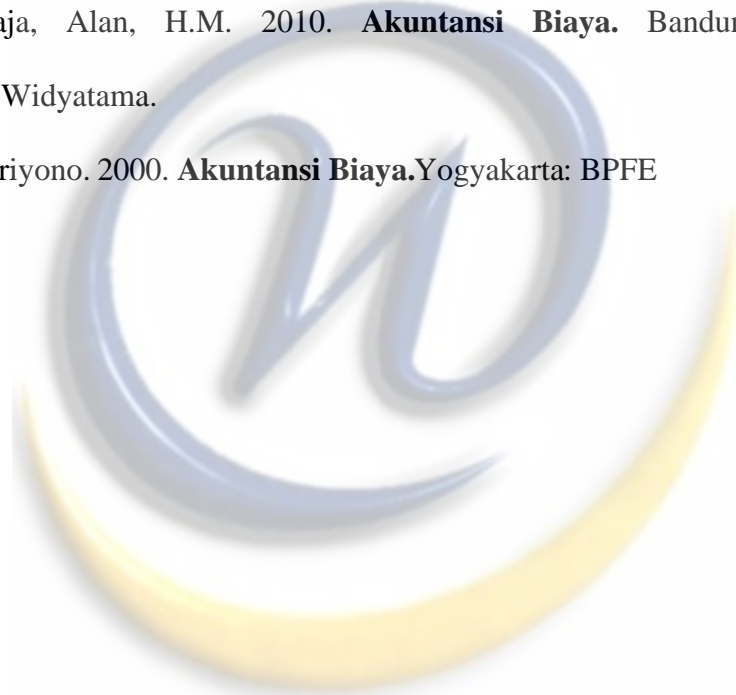 aja, Alan, H.M. 2010. Akuntansi Biaya. Bandun
Widyatama.
riyono. 2000. Akuntansi Biaya.Yogyakarta: BPFE